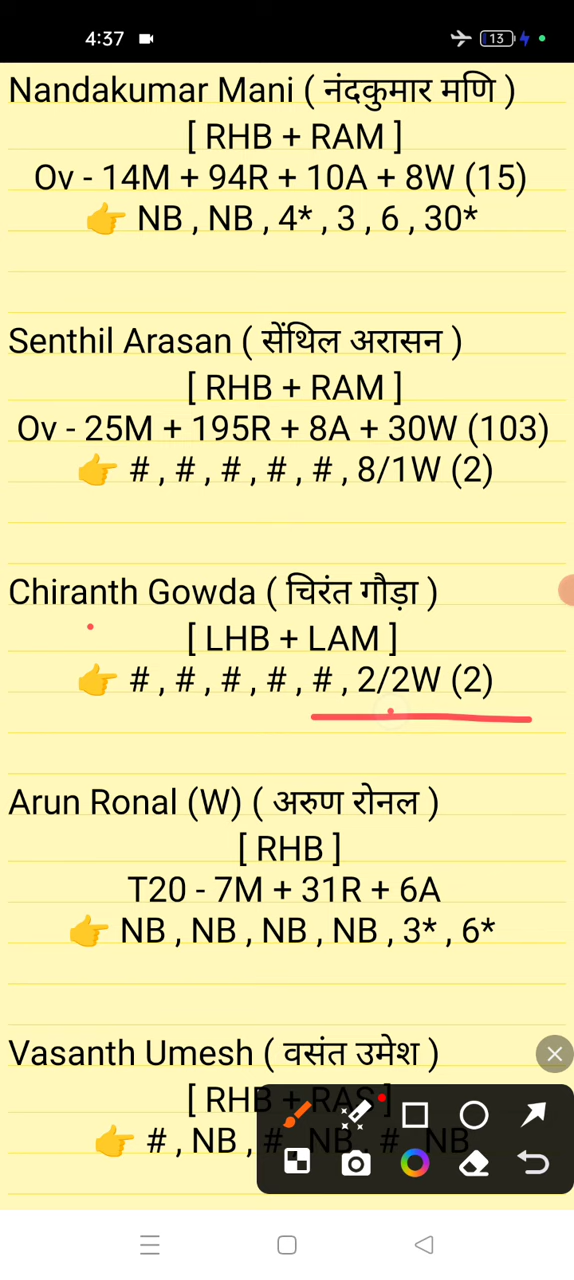 4:37
13
Nandakumar Mani ( नंदकुमार मणि )
[ RHB + RAM ]
Ov - 14M + 94R + 10A + 8W (15)
👉 NB , NB , 4* , 3 , 6 , 30*
Senthil Arasan ( सेंथिल अरासन )
[ RHB + RAM ]
Ov - 25M + 195R + 8A + 30W (103)
👉 # , # , # , # , # , 8/1W (2)
Chiranth Gowda ( चिरंत गौड़ा )
[ LHB + LAM ]
👉 # , # , # , # , # , 2/2W (2)
Arun Ronal (W) ( अरुण रोनल )
[ RHB ]
T20 - 7M + 31R + 6A
👉 NB , NB , NB , NB , 3* , 6*
Vasanth Umesh ( वसंत उमेश )
[ RHB + RAS ]
👉 # , NB , # , NB , # , NB